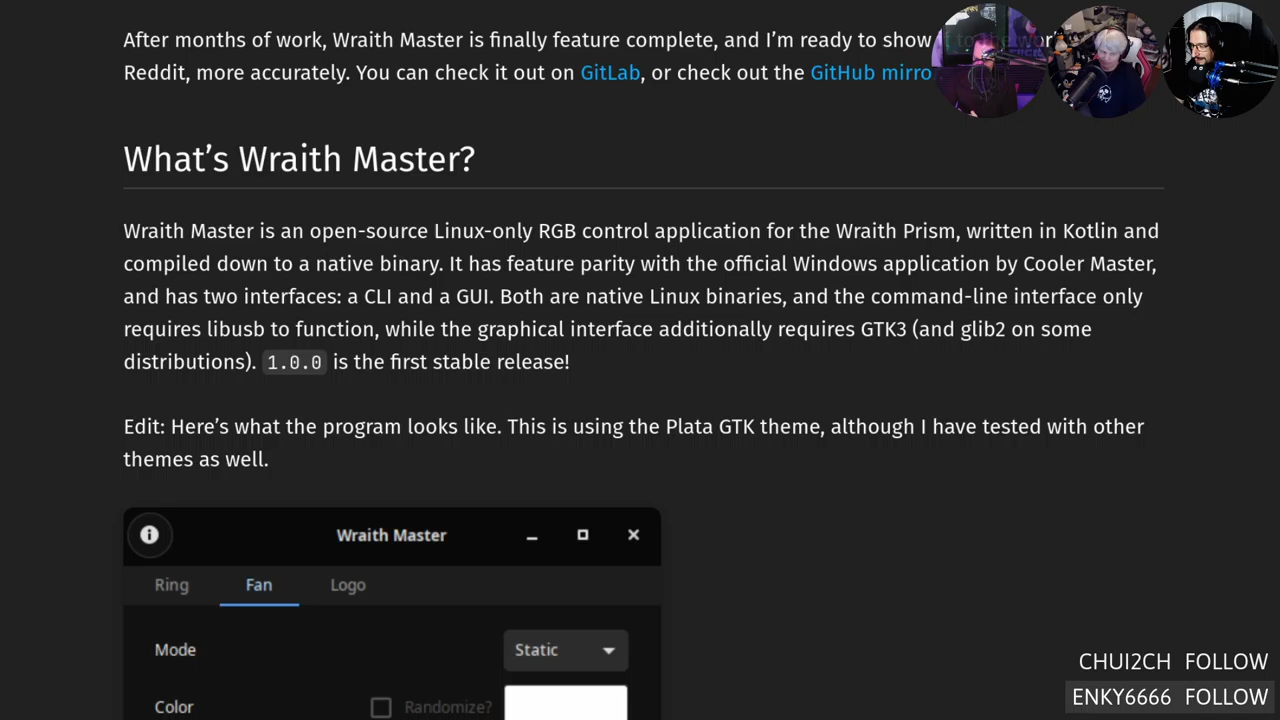 After months of work, Wraith Master is finally feature complete, and I’m ready to show
Reddit, more accurately. You can check it out on GitLab, or check out the GitHub mirro
What’s Wraith Master?
Wraith Master is an open-source Linux-only RGB control application for the Wraith Prism, written in Kotlin and
compiled down to a native binary. It has feature parity with the official Windows application by Cooler Master,
and has two interfaces: a CLI and a GUI. Both are native Linux binaries, and the command-line interface only
requires libusb to function, while the graphical interface additionally requires GTK3 (and glib2 on some
distributions). 1.0.0 is the first stable release!
Edit: Here’s what the program looks like. This is using the Plata GTK theme, although I have tested with other
themes as well.
Wraith Master
Ring Fan Logo
Mode Static
Color Randomize?
CHUI2CH FOLLOW
ENKY6666 FOLLOW